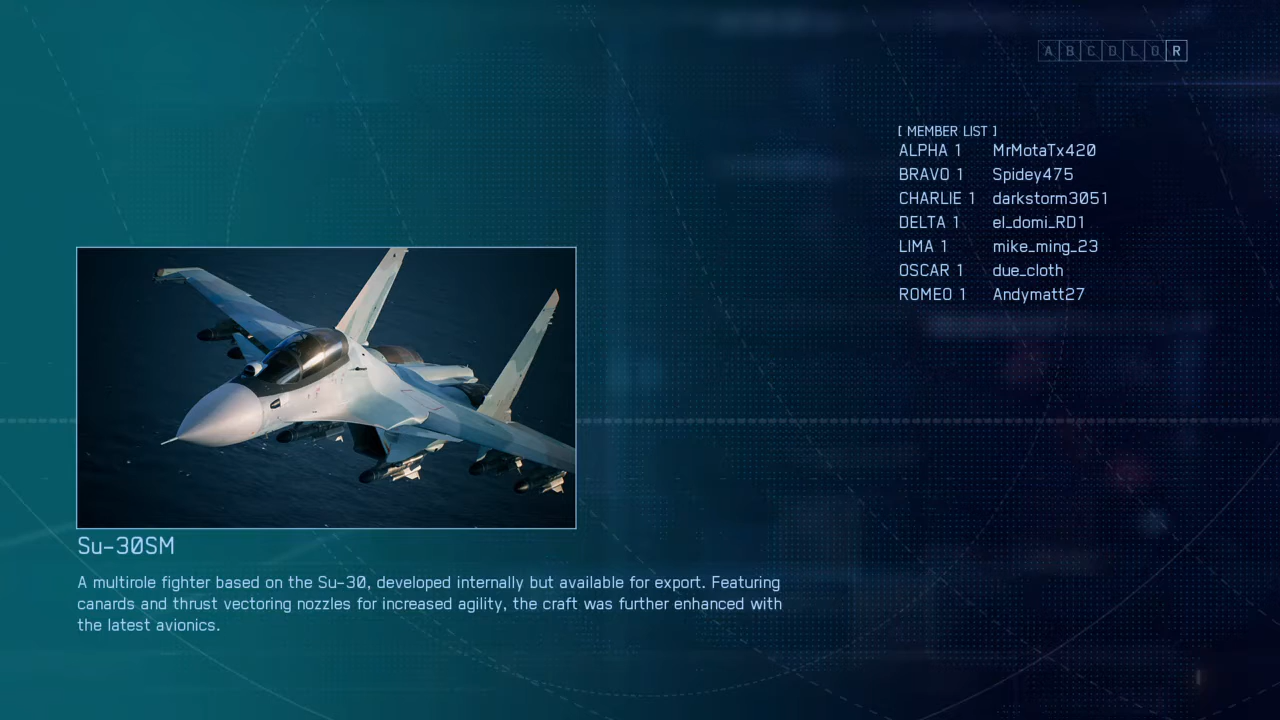 A B C D L O R
[ MEMBER LIST ]
ALPHA 1 MrMotaTx420
BRAVO 1 Spidey475
CHARLIE 1 darkstorm3051
DELTA 1 el_domi_RD1
LIMA 1 mike_ming_23
OSCAR 1 due_cloth
ROMEO 1 Andymatt27
Su-30SM
A multirole fighter based on the Su-30, developed internally but available for export. Featuring
canards and thrust vectoring nozzles for increased agility, the craft was further enhanced with
the latest avionics.